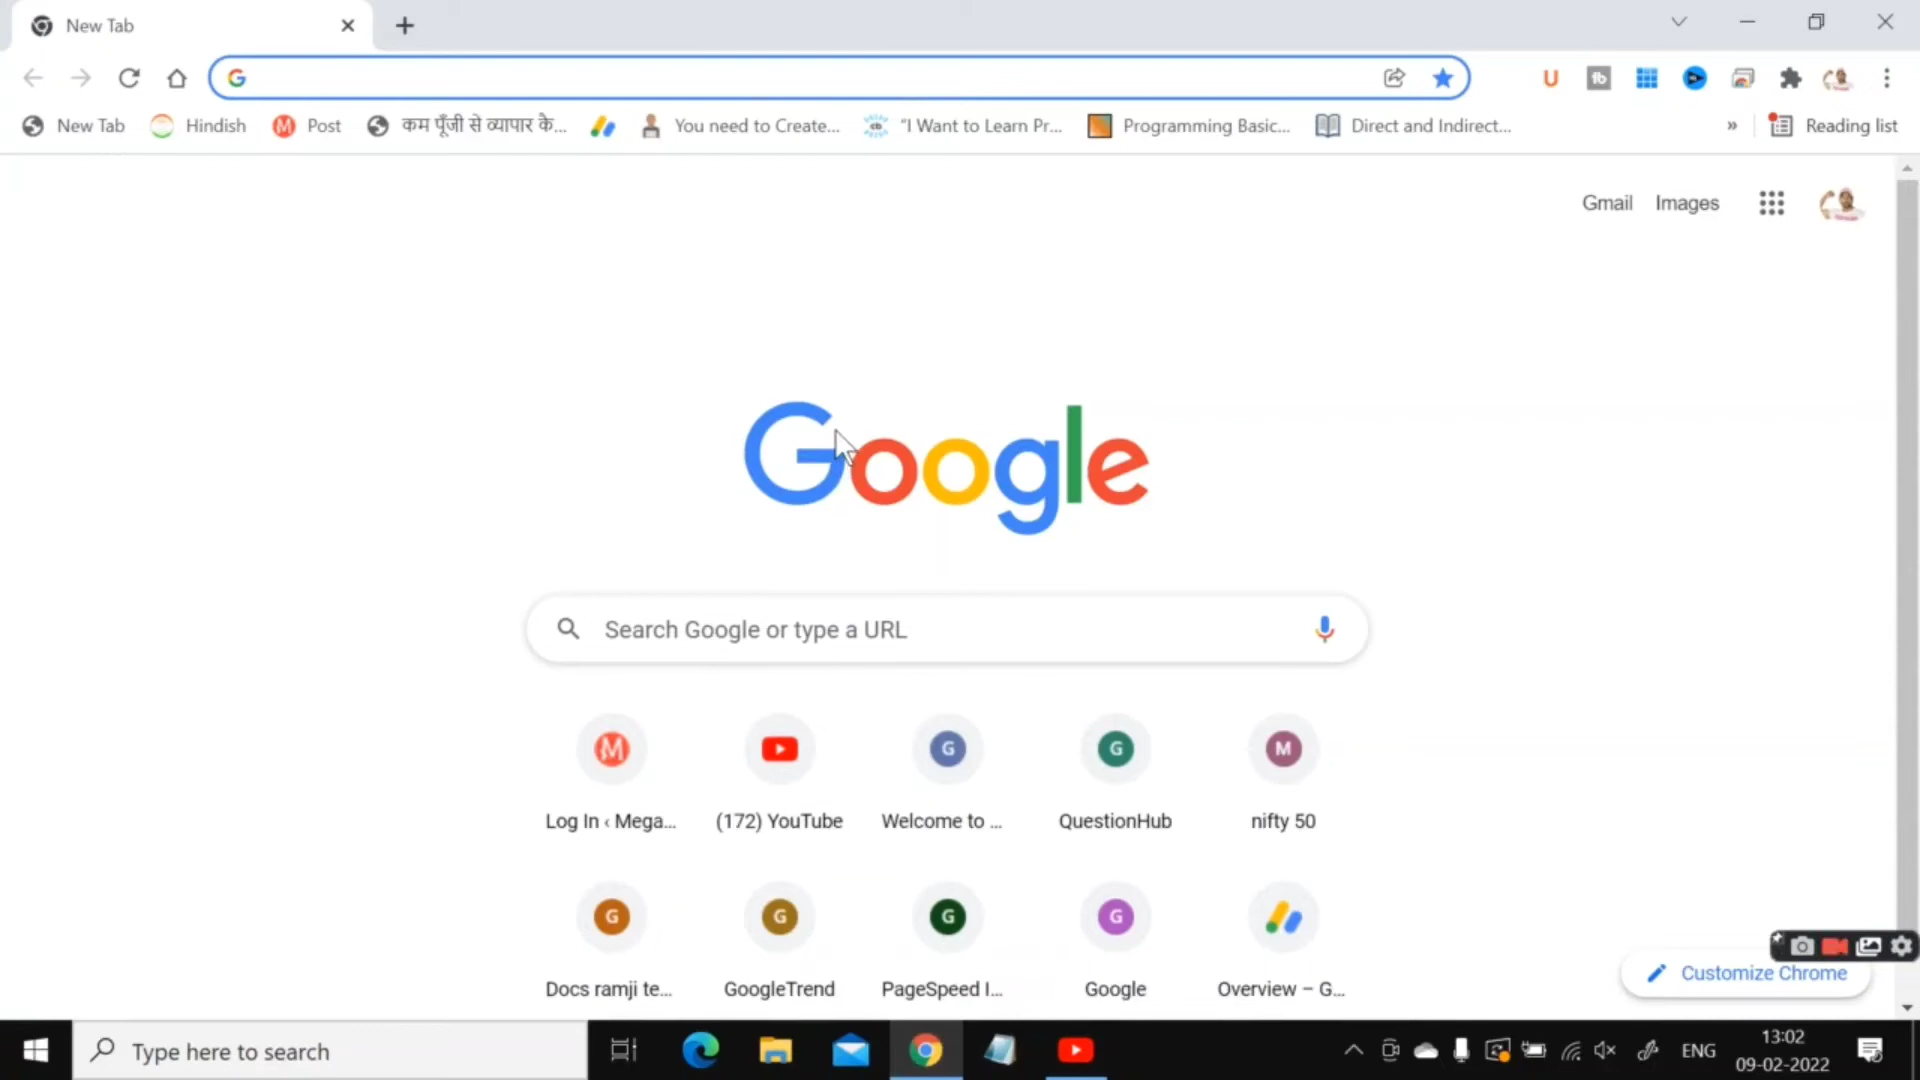 New Tab
New Tab
Hindish
Post
कम पूँजी से व्यापार कै...
You need to Create...
"I Want to Learn Pr...
Programming Basic...
Direct and Indirect...
»
Reading list
Gmail
Images
Google
Search Google or type a URL
Log In ‹ Mega...
(172) YouTube
Welcome to ...
QuestionHub
nifty 50
Docs ramji te...
GoogleTrend
PageSpeed I...
Google
Overview – G...
Customize Chrome
Type here to search
ENG
13:02
09-02-2022